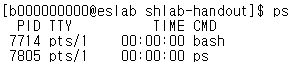 [b000000000@eslab shlab-handout]$ ps
  PID TTY          TIME CMD
 7714 pts/1    00:00:00 bash
 7805 pts/1    00:00:00 ps